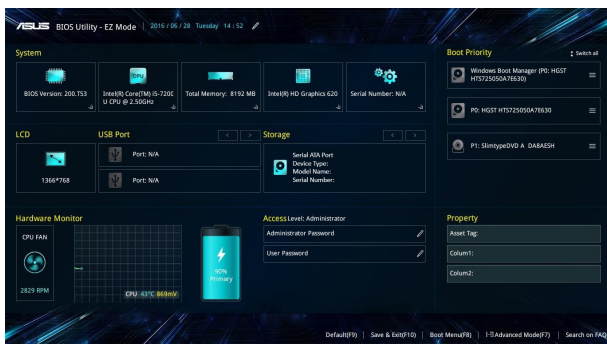 ASUS BIOS Utility - EZ Mode 2016 / 06 / 28 Tuesday 14 : 52
System
BIOS Version: 200.T53
CPU
Intel(R) Core(TM) i5-7200
U CPU @ 2.50GHz
Total Memory: 8192 MB
Intel(R) HD Graphics 620
Serial Number: N/A
Boot Priority
Switch all
Windows Boot Manager (P0: HGST
HTS725050A7E630)
P0: HGST HTS725050A7E630
P1: SlimtypeDVD A DA8AESH
LCD
1366*768
USB Port
Port: N/A
Port: N/A
Storage
Serial ATA Port
Device Type:
Model Name:
Serial Number:
Hardware Monitor
CPU FAN
2829 RPM
CPU 43°C 869mV
90%
Primary
Access Level: Administrator
Administrator Password
User Password
Property
Asset Tag:
Colum1:
Colum2:
Default(F9) Save & Exit(F10) Boot Menu(F8) Advanced Mode(F7) Search on FAQ